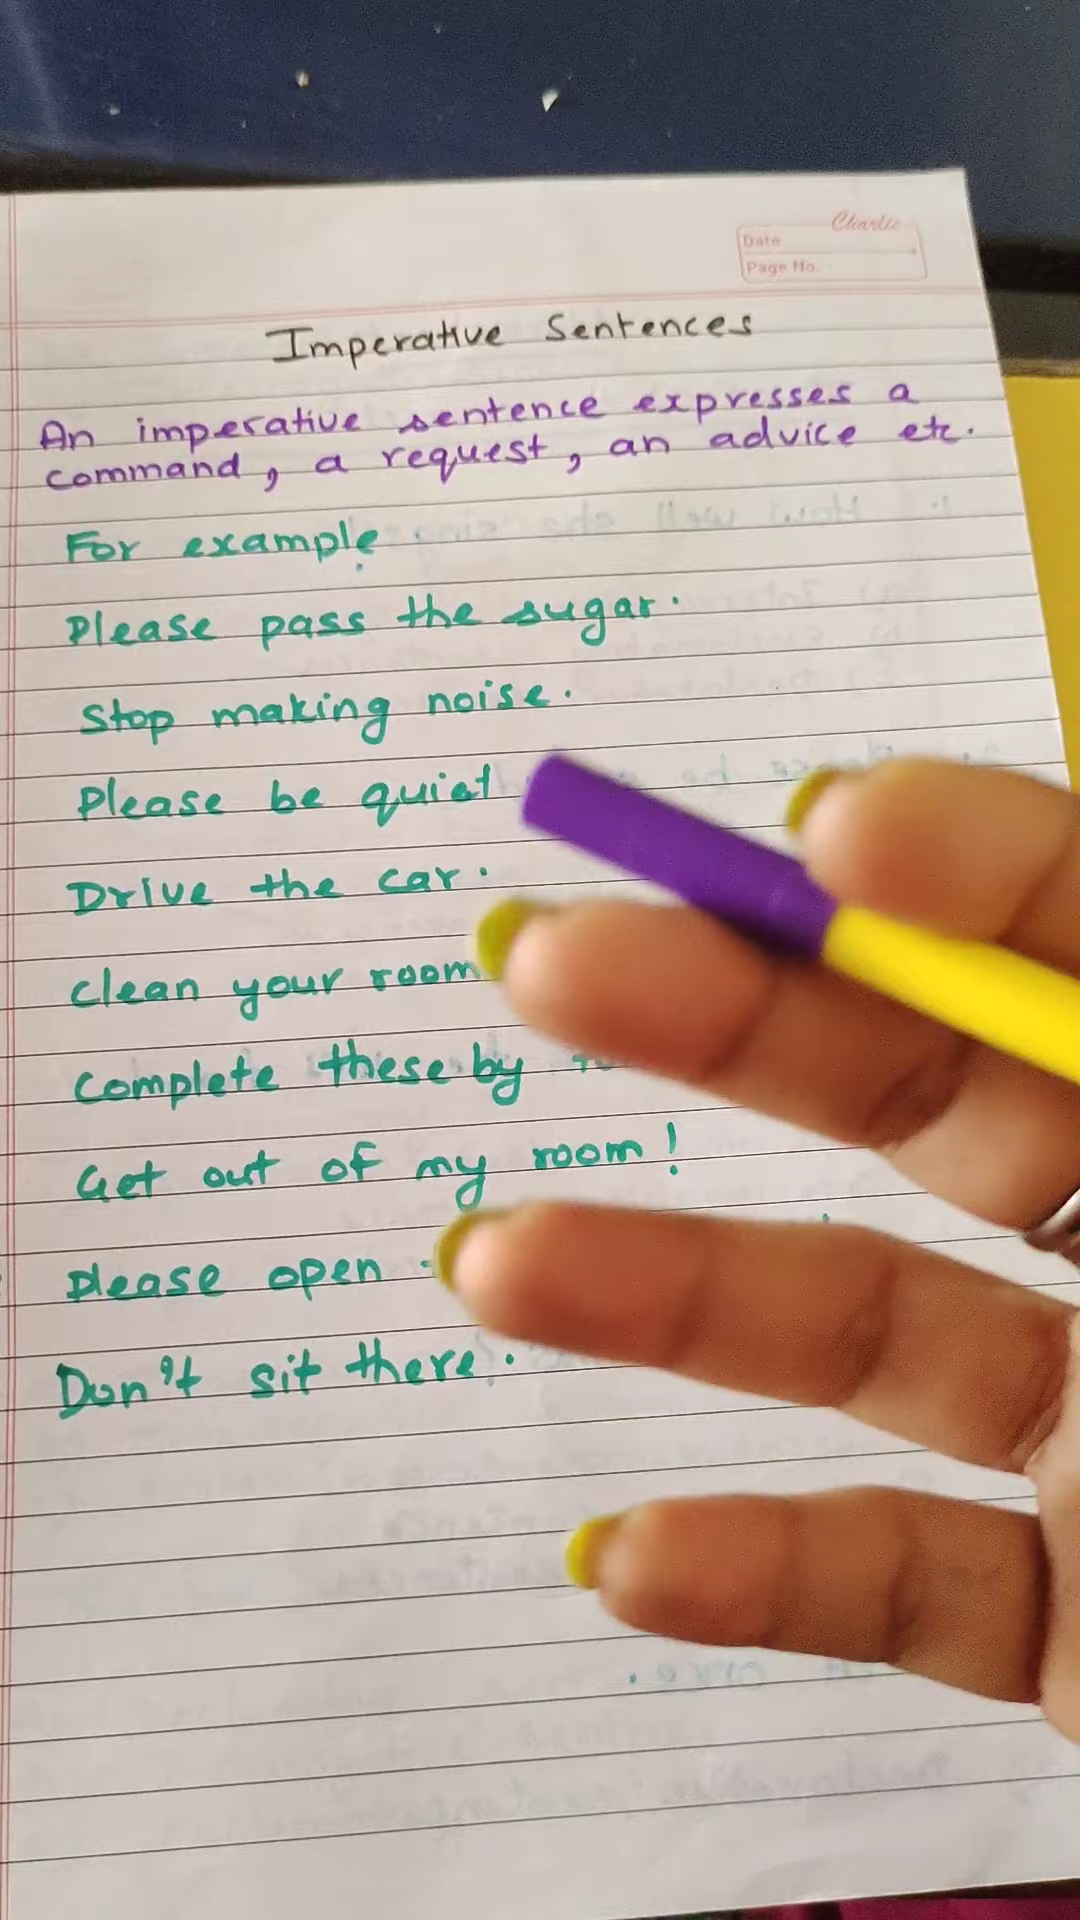 Charlie
Date
Page No.
Imperative Sentences
An imperative sentence expresses a
command, a request, an advice etc.
For example
Please pass the sugar.
Stop making noise.
Please be quiet
Drive the car.
Clean your room
Complete these by
Get out of my room!
Please open
Don't sit there.